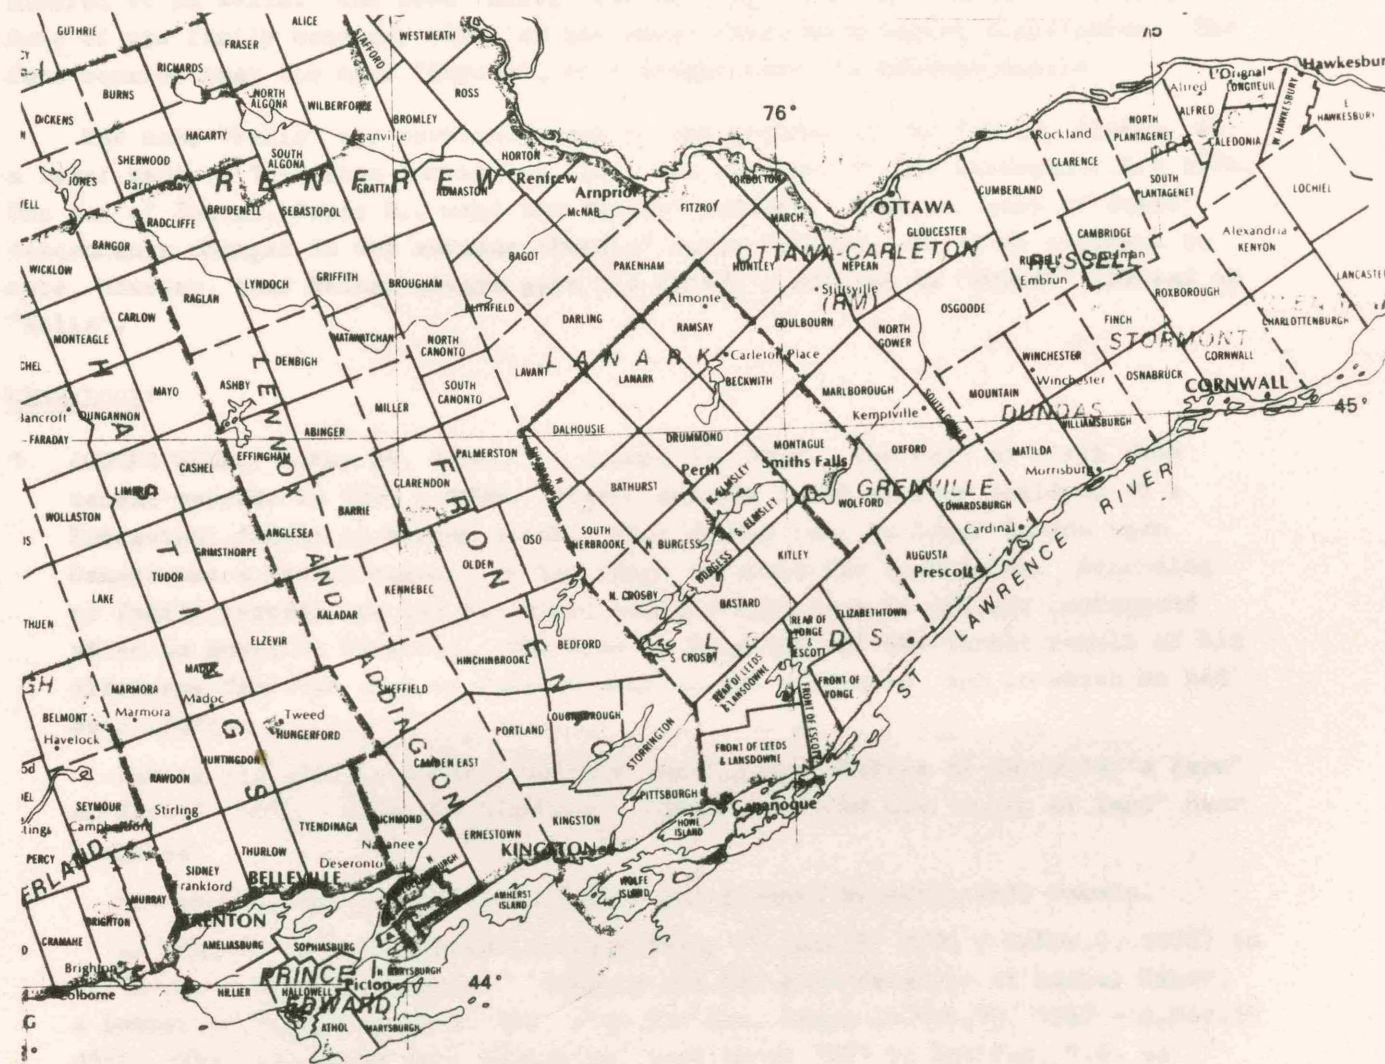 GUTHRIE
ALICE
FRASER
STAFFORD
WESTMEATH
RICHARDS
BURNS
NORTH
ALGONA
WILBERFORCE
BROMLEY
ROSS
DICKENS
HAGARTY
SOUTH
ALGONA
HORTON
Renfrew
Arnprior
SHERWOOD
JONES
RENFREW
GRATTAN
ADMASTON
McNAB
FITZROY
TORBOLTON
MARCH
76°
OTTAWA
Rockland
CLARENCE
CUMBERLAND
GLOUCESTER
NORTH
PLANTAGENET
Alfred
ALFRED
L'Orignal
LONGUEUIL
Hawkesbury
W HAWKESBURY
E
HAWKESBURY
CALEDONIA
SOUTH
PLANTAGENET
LOCHIEL
Alexandria
KENYON
CAMBRIDGE
RUSSELL
Embrun
ROXBOROUGH
LANCASTER
CHARLOTTENBURGH
FINCH
STORMONT
CORNWALL
OSNABRUCK
CORNWALL
45°
RADCLIFFE
BRUDENELL
SEBASTOPOL
BANGOR
WICKLOW
RAGLAN
LYNDOCH
GRIFFITH
BROUGHAM
BAGOT
BLITHFIELD
PAKENHAM
HUNTLEY
OTTAWA-CARLETON
(RM)
NEPEAN
Stittsville
Almonte
RAMSAY
GOULBOURN
NORTH
GOWER
OSGOODE
WINCHESTER
Winchester
MOUNTAIN
DUNDAS
WILLIAMSBURGH
MATILDA
Morrisburg
CARLOW
MONTEAGLE
MATAWATCHAN
DENBIGH
NORTH
CANONTO
SOUTH
CANONTO
DARLING
LAVANT
LANARK
LANARK
Carleton Place
BECKWITH
MARLBOROUGH
Kemptville
SOUTH GOWER
OXFORD
MAYO
ASHBY
MILLER
Bancroft
DUNGANNON
FARADAY
ABINGER
EFFINGHAM
PALMERSTON
DALHOUSIE
DRUMMOND
MONTAGUE
Smiths Falls
Perth
CASHEL
CLARENDON
BATHURST
N. ELMSLEY
S. ELMSLEY
WOLFORD
GRENVILLE
EDWARDSBURGH
Cardinal
WOLLASTON
LIMERICK
HASTINGS
LENNOX
AND
ADDINGTON
FRONTENAC
BARRIE
ANGLESEA
GRIMSTHORPE
OSO
OLDEN
SOUTH
SHERBROOKE
N. BURGESS
S. BURGESS
KITLEY
AUGUSTA
Prescott
ST LAWRENCE RIVER
TUDOR
LAKE
KALADAR
KENNEBEC
N. CROSBY
BASTARD
ELIZABETHTOWN
THUEN
ELZEVIR
BEDFORD
HINCHINBROOKE
LEEDS
S CROSBY
REAR OF
YONGE
&
ESCOTT
REAR OF LEEDS
& LANSDOWNE
FRONT OF
YONGE
FRONT OF ESCOTT
MARMORA
Marmora
MADOC
Madoc
SHEFFIELD
BELMONT
Havelock
Tweed
HUNGERFORD
PORTLAND
LOUGHBOROUGH
STORRINGTON
FRONT OF LEEDS
& LANSDOWNE
HUNTINGDON
RAWDON
CAMDEN EAST
SEYMOUR
Campbellford
Stirling
TYENDINAGA
RICHMOND
ERNESTOWN
KINGSTON
PITTSBURGH
HOWE
ISLAND
Gananoque
PERCY
SIDNEY
Frankford
THURLOW
Napanee
Deseronto
KINGSTON
BELLEVILLE
AMHERST
ISLAND
WOLFE
ISLAND
MURRAY
BRIGHTON
CRAMAHE
TRENTON
AMELIASBURG
SOPHIASBURG
Brighton
Colborne
HILLIER
HALLOWELL
PRINCE
EDWARD
Picton
N MARYSBURGH
44°
ATHOL
MARYSBURGH